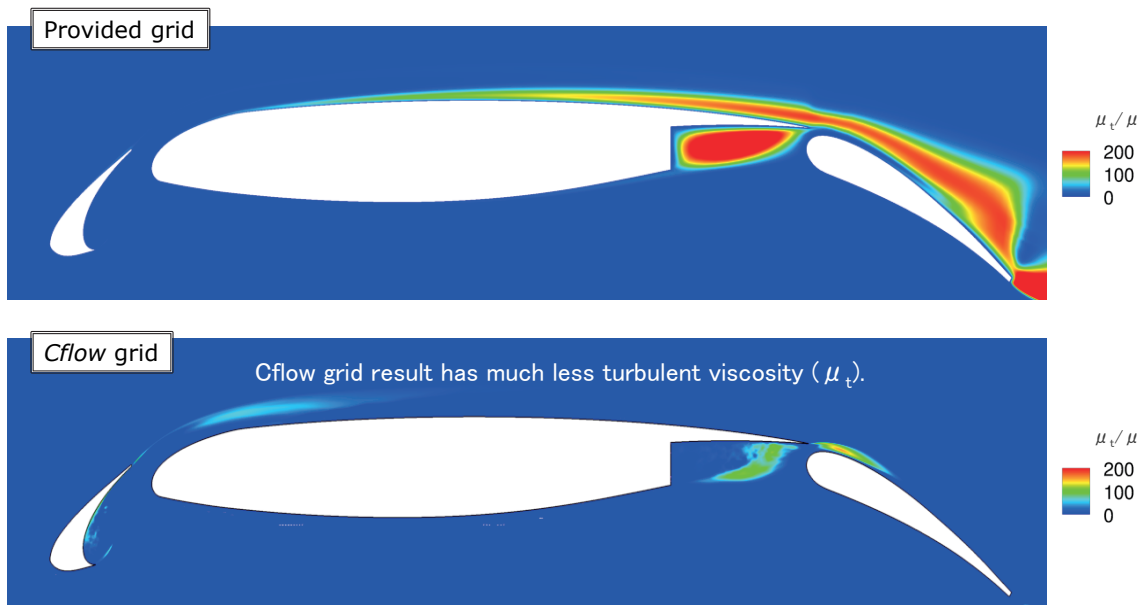 Provided grid
μt/μ
200
100
0
Cflow grid
Cflow grid result has much less turbulent viscosity (μt).
μt/μ
200
100
0